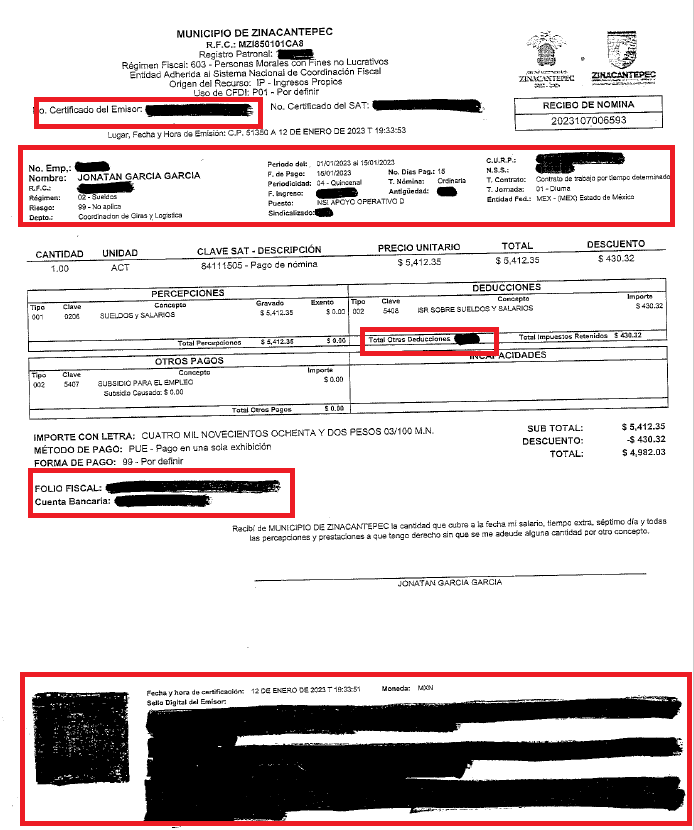 MUNICIPIO DE ZINACANTEPEC
R.F.C.: MZI850101CA8
Registro Patronal:
Régimen Fiscal: 603 - Personas Morales con Fines no Lucrativos
Entidad Adherida al Sistema Nacional de Coordinación Fiscal
Origen del Recurso: IP - Ingresos Propios
Uso de CFDI: P01 - Por definir
ZINACANTEPEC
No. Certificado del Emisor: No. Certificado del SAT:
RECIBO DE NOMINA
2023107006593
Lugar, Fecha y Hora de Emisión: C.P. 51350 A 12 DE ENERO DE 2023 T 19:33:53
No. Emp,:
Nombre: JONATAN GARCIA GARCIA
R.F.C.:
Régimen: 02 - Sueldos
Riesgo: 99 - No aplica
Depto.: Coordinacion de Giras y Logistica
Periodo del: 01/01/2023 al 15/01/2023
F. de Pago: 16/01/2023 No. Dias Pag.: 15
Periodicidad: 04 - Quincenal T. Nómina: Ordinaria
F. Ingreso: Antigüedad:
Puesto: NSI APOYO OPERATIVO D
Sindicalizado:
C.U.R.P.:
N.S.S.:
T. Contrato: Contrato de trabajo por tiempo determinado
T. Jornada: 01 - Diurna
Entidad Fed.: MEX - (MEX) Estado de México
CANTIDAD UNIDAD CLAVE SAT - DESCRIPCIÓN PRECIO UNITARIO TOTAL DESCUENTO
1.00 ACT 84111505 - Pago de nómina $ 5,412.35 $ 5,412.35 $ 430.32
PERCEPCIONES
Tipo Clave Concepto Gravado Exento
001 0206 SUELDOS y SALARIOS $ 5,412.35 $ 0.00
Total Percepciones $ 5,412.35 $ 0.00
DEDUCCIONES
Tipo Clave Concepto Importe
002 5408 ISR SOBRE SUELDOS Y SALARIOS $ 430.32
Total Otras Deducciones Total Impuestos Retenidos $ 430.32
OTROS PAGOS
Tipo Clave Concepto Importe
002 5407 SUBSIDIO PARA EL EMPLEO $ 0.00
Subsidio Causado: $ 0.00
Total Otros Pagos $ 0.00
INCAPACIDADES
IMPORTE CON LETRA: CUATRO MIL NOVECIENTOS OCHENTA Y DOS PESOS 03/100 M.N.
MÉTODO DE PAGO: PUE - Pago en una sola exhibición
FORMA DE PAGO: 99 - Por definir
SUB TOTAL: $ 5,412.35
DESCUENTO: -$ 430.32
TOTAL: $ 4,982.03
FOLIO FISCAL:
Cuenta Bancaria:
Recibí de MUNICIPIO DE ZINACANTEPEC la cantidad que cubre a la fecha mi salario, tiempo extra, séptimo día y todas
las percepciones y prestaciones a que tengo derecho sin que se me adeude alguna cantidad por otro concepto.
JONATAN GARCIA GARCIA
Fecha y hora de certificación: 12 DE ENERO DE 2023 T 19:33:51 Moneda: MXN
Sello Digital del Emisor: